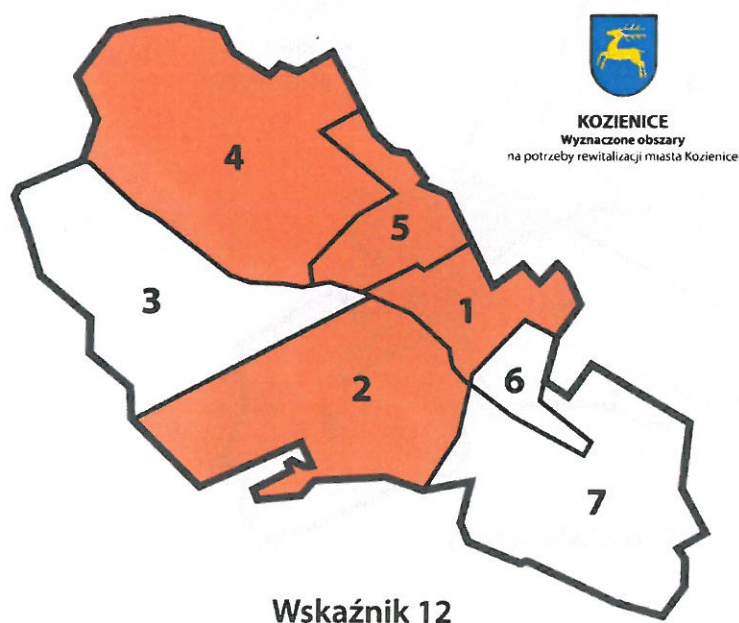 KOZIENICE
Wyznaczone obszary
na potrzeby rewitalizacji miasta Kozienice
4
5
3
1
2
6
7
Wskaźnik 12